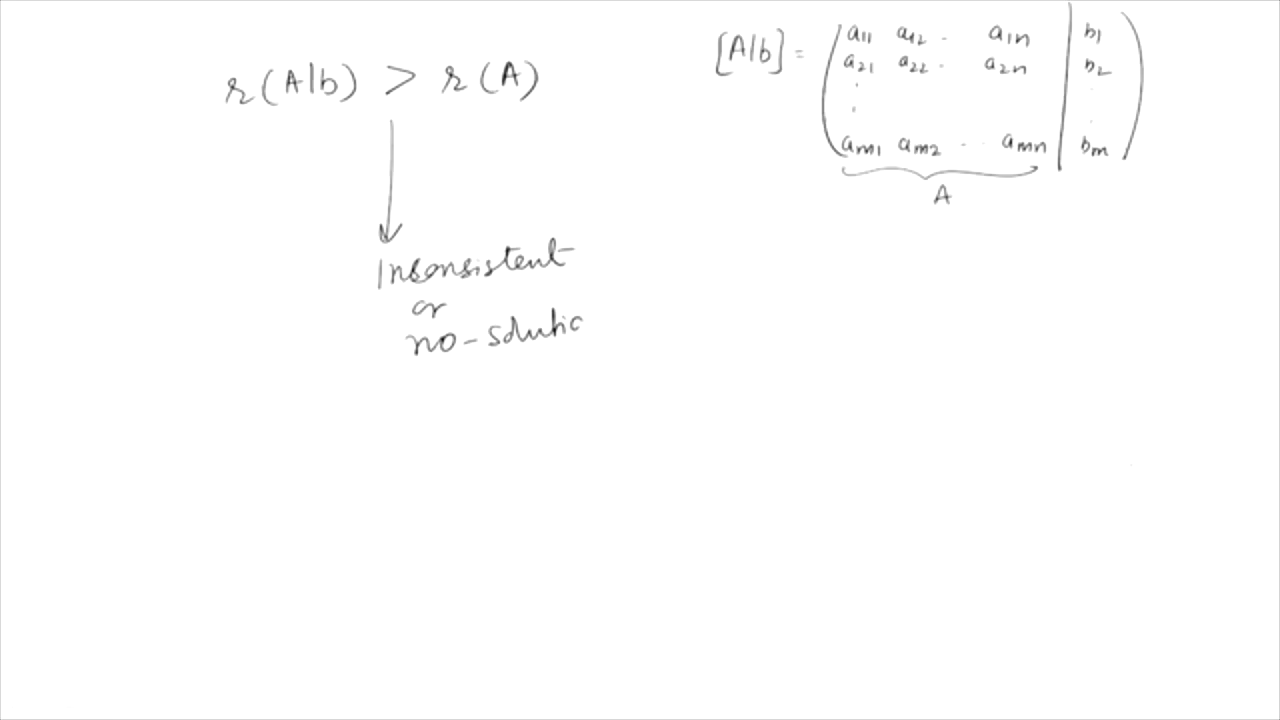 r(A|b) > r(A)
Inconsistent
or
no-solutio
[A|b] =
a11 a12 . a1n b1
a21 a22 . a2n b2
. .
. .
am1 am2 . . amn bm
A